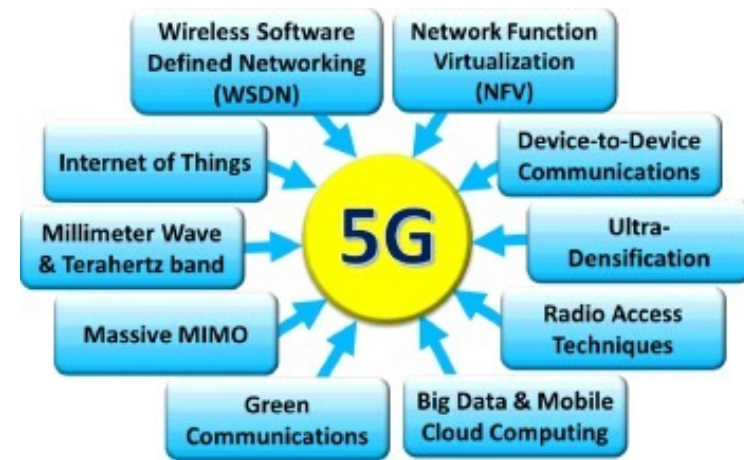 Wireless Software
Defined Networking
(WSDN)
Network Function
Virtualization
(NFV)
Internet of Things
Device-to-Device
Communications
Millimeter Wave
& Terahertz band
5G
Ultra-
Densification
Massive MIMO
Radio Access
Techniques
Green
Communications
Big Data & Mobile
Cloud Computing